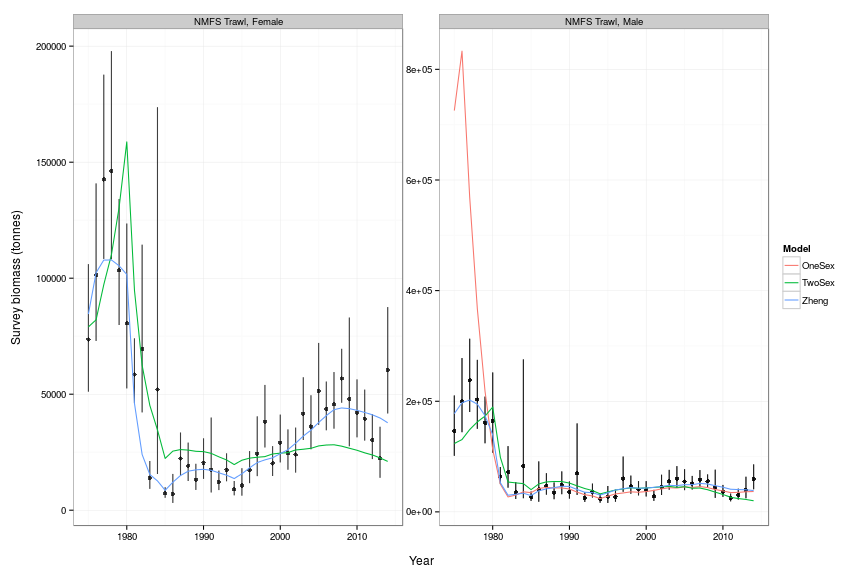 NMFS Trawl, Female
NMFS Trawl, Male
200000
150000
100000
50000
0
8e+05
6e+05
4e+05
2e+05
0e+00
Survey biomass (tonnes)
1980
1990
2000
2010
1980
1990
2000
2010
Year
Model
OneSex
TwoSex
Zheng